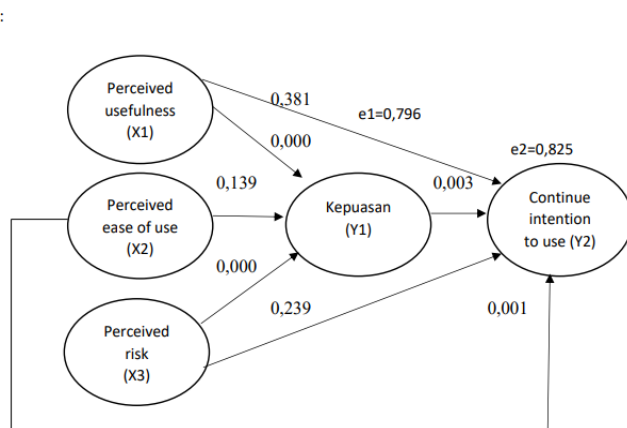 :
Perceived
usefulness
(X1)
0,381
e1=0,796
0,000
e2=0,825
0,139
0,003
Perceived
ease of use
(X2)
Kepuasan
(Y1)
Continue
intention
to use (Y2)
0,000
0,239
0,001
Perceived
risk
(X3)